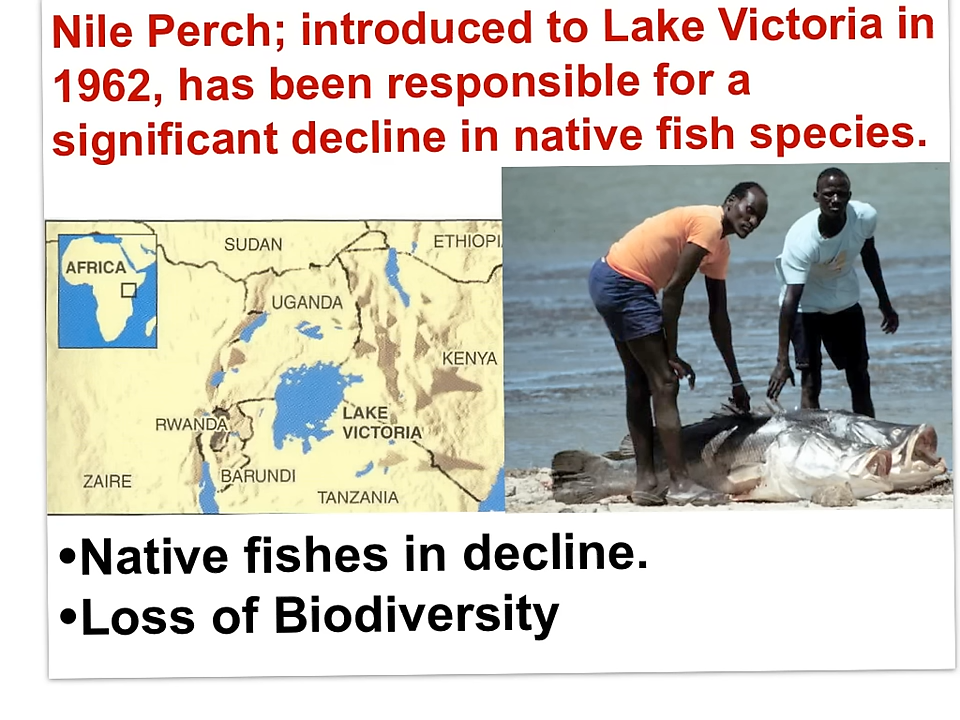 Nile Perch; introduced to Lake Victoria in
1962, has been responsible for a
significant decline in native fish species.
SUDAN
ETHIOPI
AFRICA
UGANDA
KENYA
LAKE
VICTORIA
RWANDA
ZAIRE
BARUNDI
TANZANIA
•Native fishes in decline.
•Loss of Biodiversity